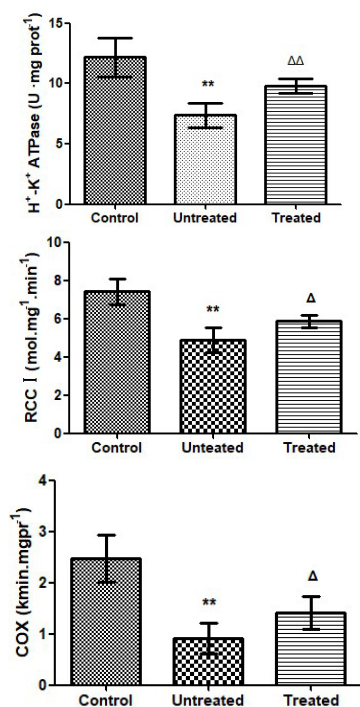 H⁺-K⁺ ATPase (U ·mg prot⁻¹)
15
10
5
0
**
ΔΔ
Control Untreated Treated
RCC Ⅰ (mol.mg⁻¹.min⁻¹)
10
8
6
4
2
0
**
Δ
Control Unteated Treated
COX (kmin.mgpr⁻¹)
4
3
2
1
0
**
Δ
Control Untreated Treated